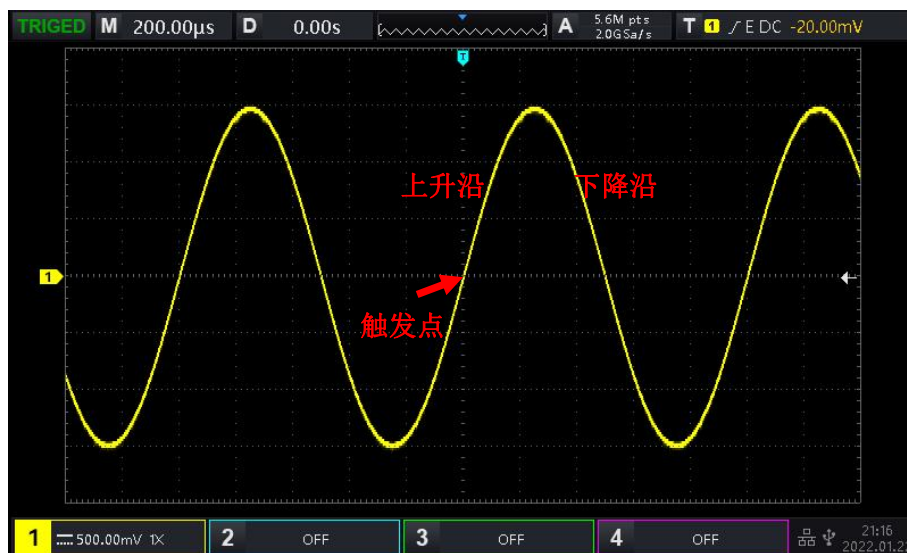 TRIGED M 200.00μs D 0.00s A 5.6M pts 2.0GSa/s T 1 E DC -20.00mV
T
上升沿 下降沿
1
触发点
1 500.00mV 1X 2 OFF 3 OFF 4 OFF 21:16